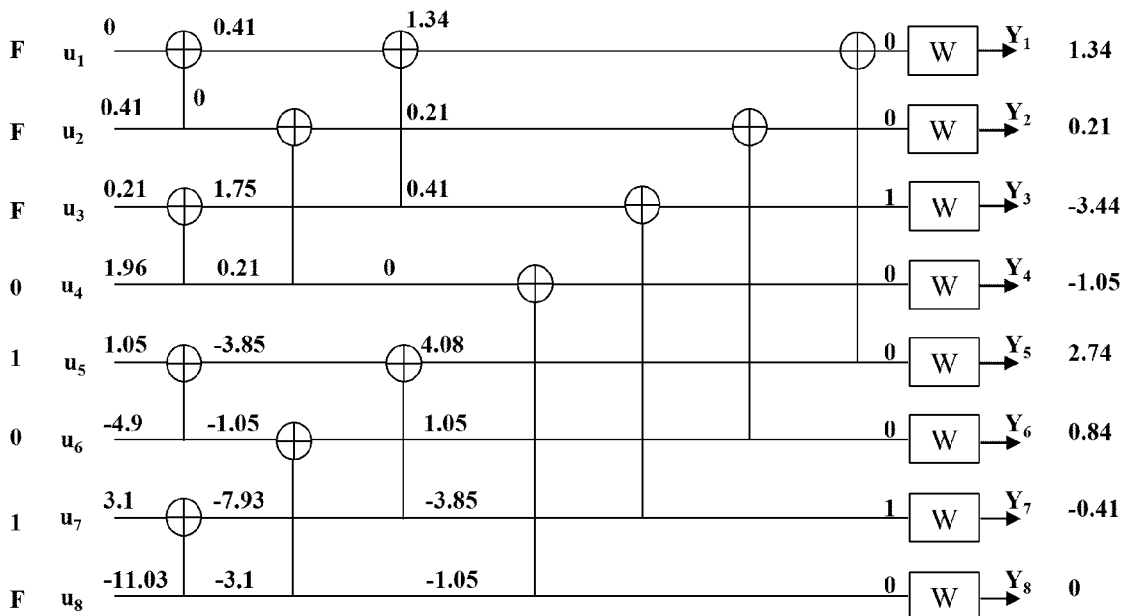 0 0.41 1.34
F u1 0 W Y1 1.34
0.41 0 0.21
F u2 0 W Y2 0.21
0.21 1.75 0.41
F u3 1 W Y3 -3.44
1.96 0.21 0
0 u4 0 W Y4 -1.05
1.05 -3.85 4.08
1 u5 0 W Y5 2.74
-4.9 -1.05 1.05
0 u6 0 W Y6 0.84
3.1 -7.93 -3.85
1 u7 1 W Y7 -0.41
-11.03 -3.1 -1.05
F u8 0 W Y8 0